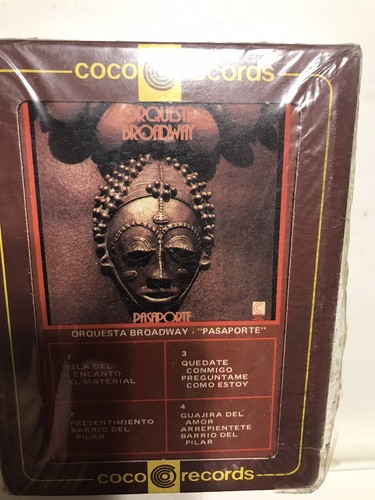 coco records
ORQUESTA
BROADWAY
PASAPORTE
ORQUESTA BROADWAY - "PASAPORTE"
1
ISLA DEL
ENCANTO
EL MATERIAL
2
PRESENTIMIENTO
BARRIO DEL
PILAR
3
QUEDATE
CONMIGO
PREGUNTAME
COMO ESTOY
4
GUAJIRA DEL
AMOR
ARREPIENTETE
BARRIO DEL
PILAR
coco records